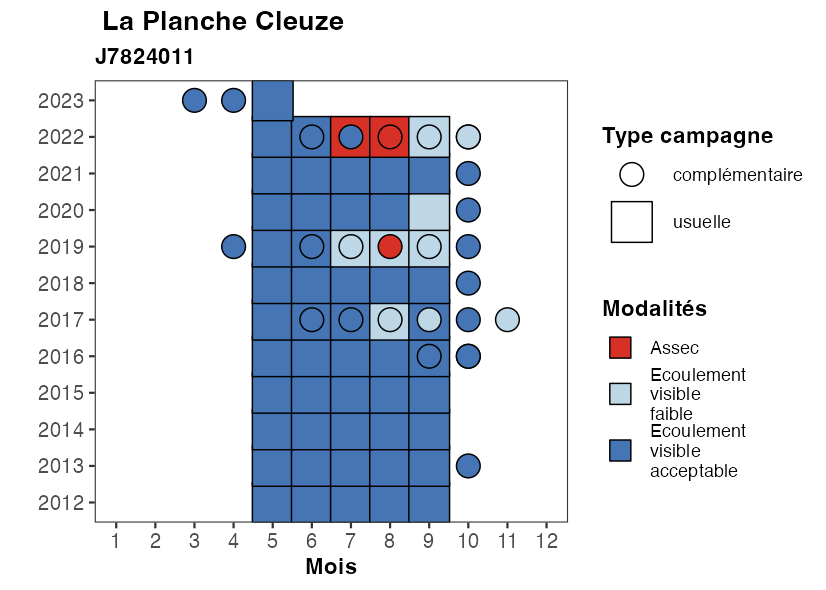 La Planche Cleuze
J7824011
2023
2022
2021
2020
2019
2018
2017
2016
2015
2014
2013
2012
1 2 3 4 5 6 7 8 9 10 11 12
Mois
Type campagne
complémentaire
usuelle
Modalités
Assec
Ecoulement
visible
faible
Ecoulement
visible
acceptable